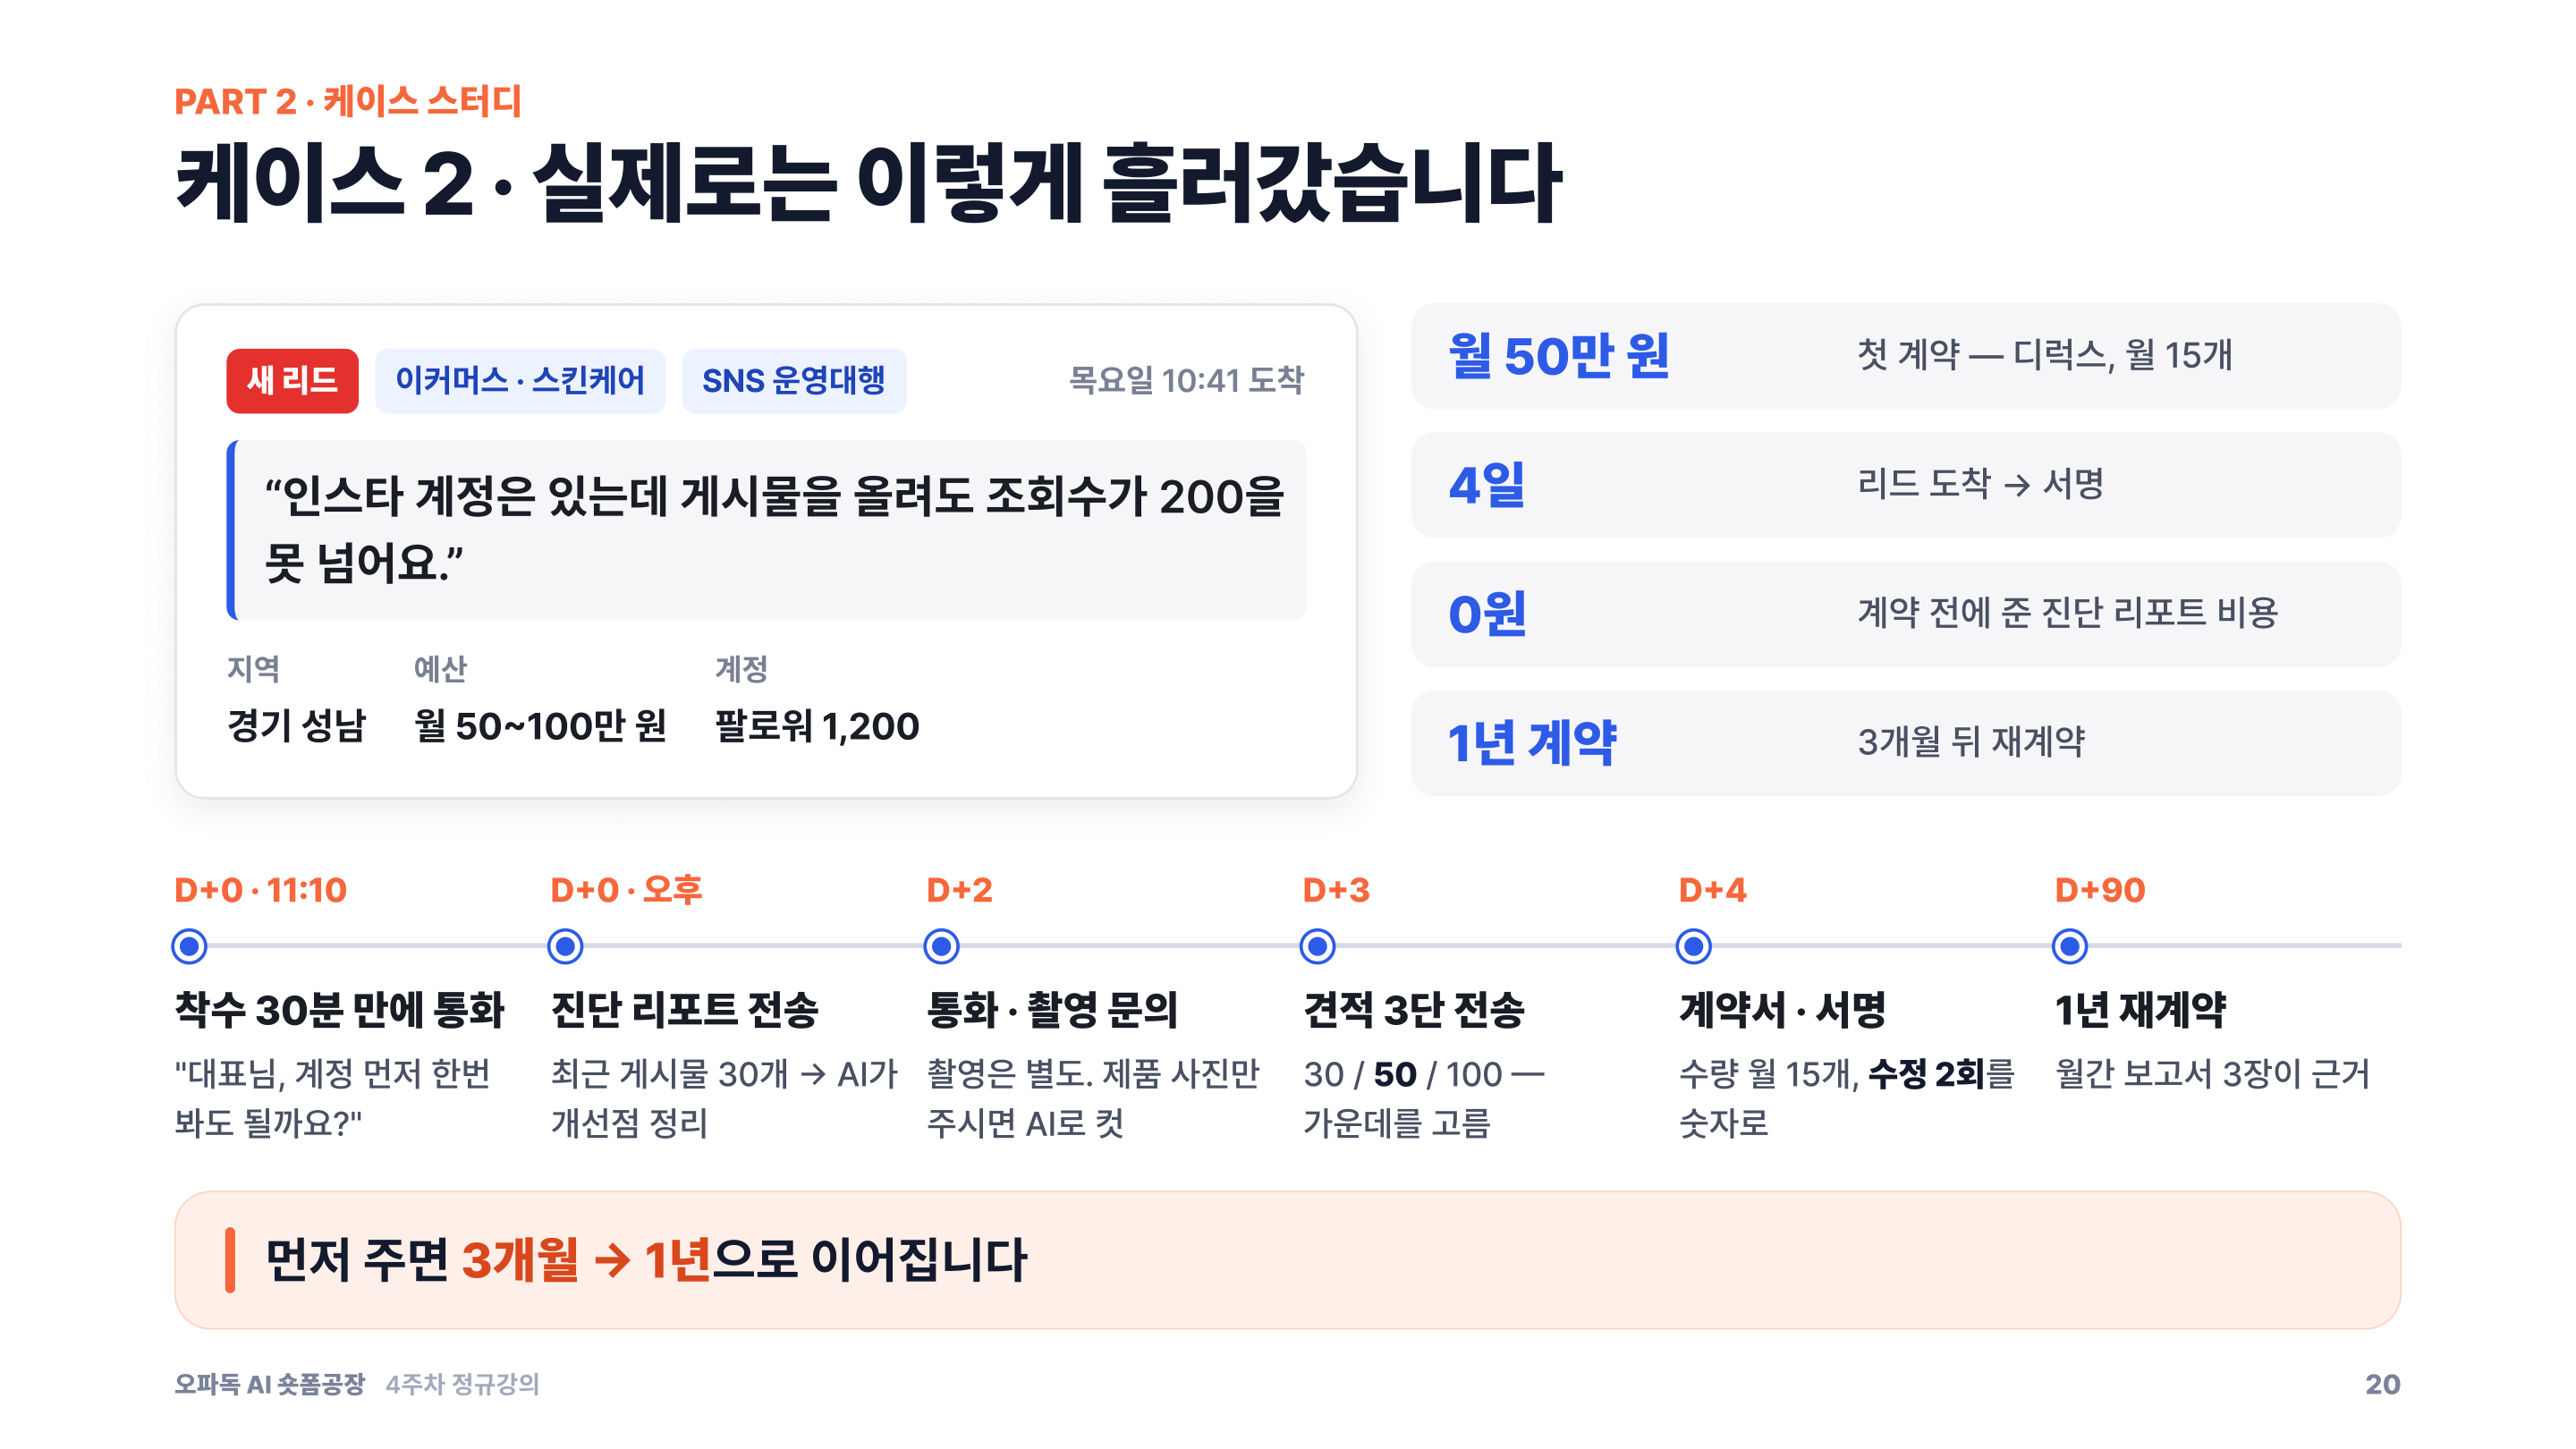 PART 2 · 케이스 스터디
케이스 2 · 실제로는 이렇게 흘러갔습니다
새 리드
이커머스 · 스킨케어
SNS 운영대행
목요일 10:41 도착
“인스타 계정은 있는데 게시물을 올려도 조회수가 200을
못 넘어요.”
지역
예산
계정
경기 성남
월 50~100만 원
팔로워 1,200
월 50만 원
첫 계약 — 디럭스, 월 15개
4일
리드 도착 → 서명
0원
계약 전에 준 진단 리포트 비용
1년 계약
3개월 뒤 재계약
D+0 · 11:10
착수 30분 만에 통화
"대표님, 계정 먼저 한번
봐도 될까요?"
D+0 · 오후
진단 리포트 전송
최근 게시물 30개 → AI가
개선점 정리
D+2
통화 · 촬영 문의
촬영은 별도. 제품 사진만
주시면 AI로 컷
D+3
견적 3단 전송
30 / 50 / 100 —
가운데를 고름
D+4
계약서 · 서명
수량 월 15개, 수정 2회를
숫자로
D+90
1년 재계약
월간 보고서 3장이 근거
먼저 주면 3개월 → 1년으로 이어집니다
오파독 AI 숏폼공장 4주차 정규강의
20